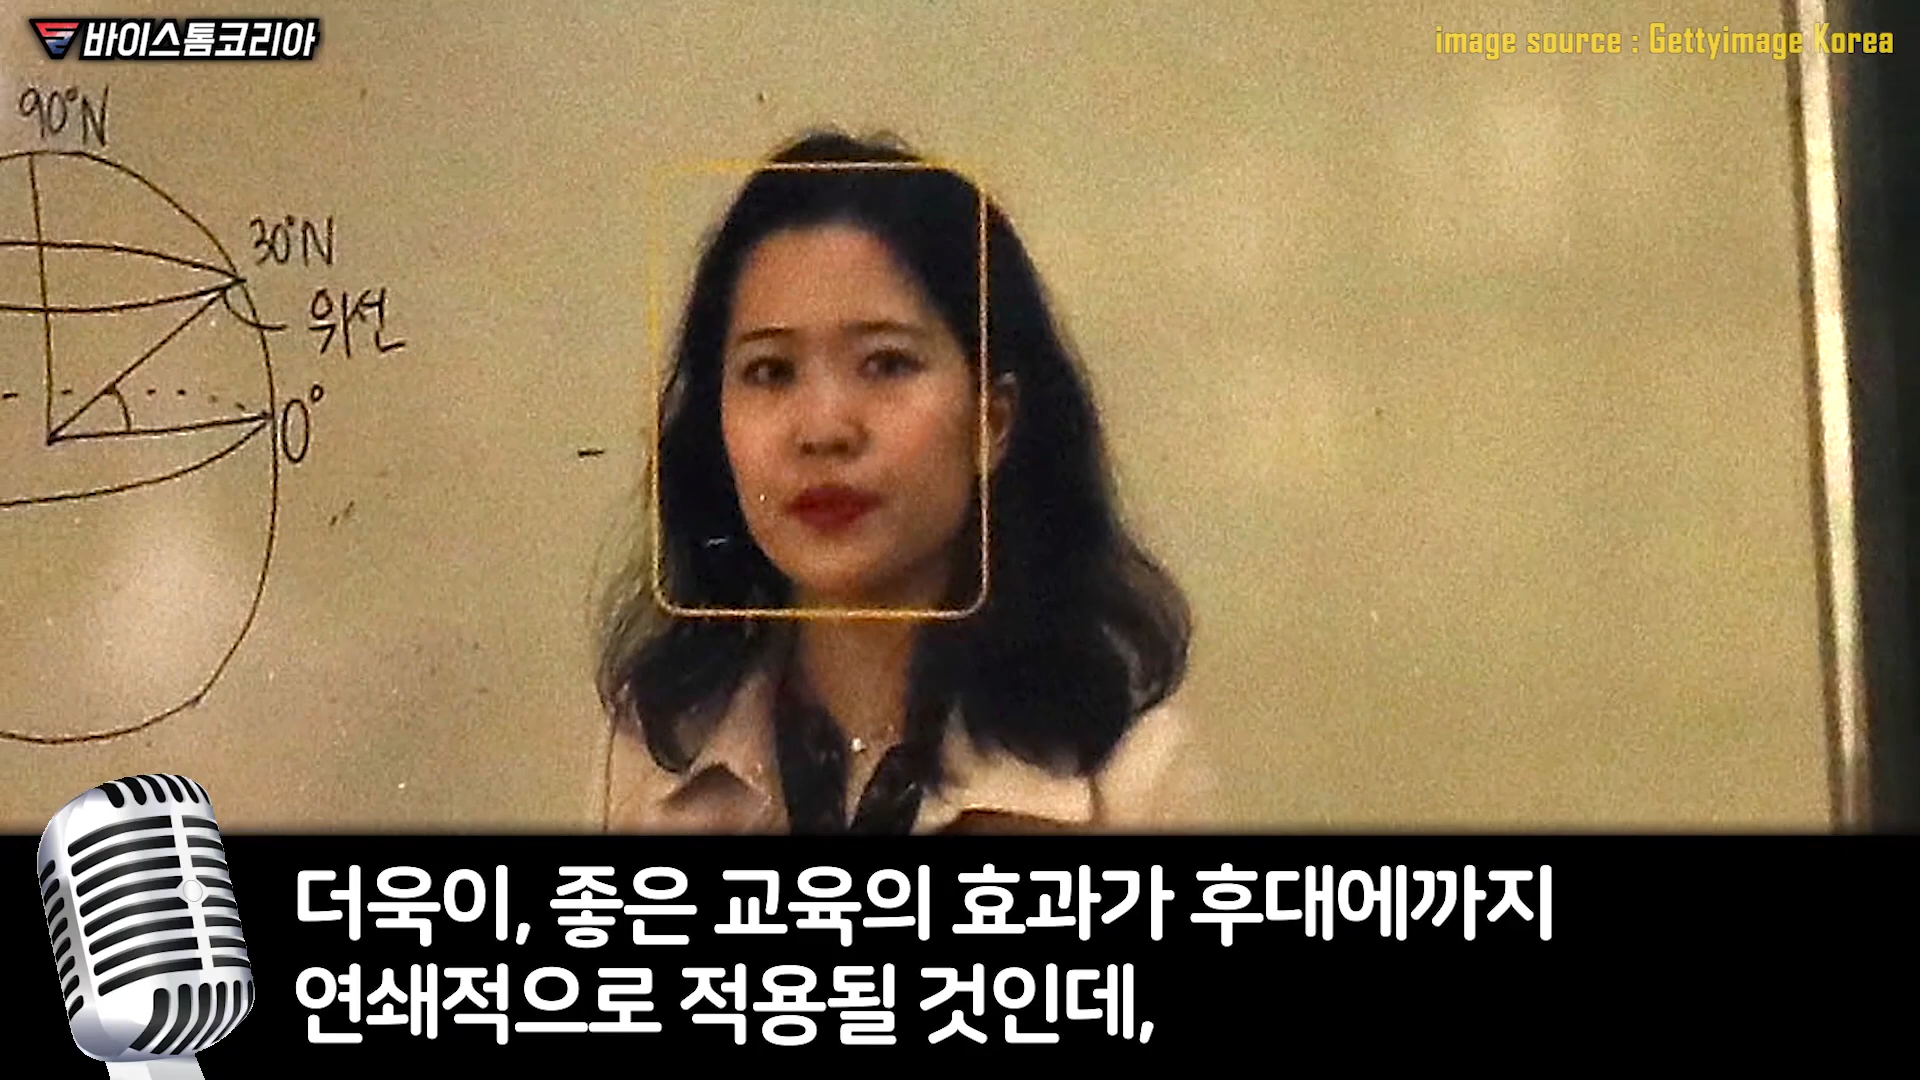 바이스톰코리아
image source : Gettyimage Korea
90°N
30°N
위선
0°
더욱이, 좋은 교육의 효과가 후대에까지
연쇄적으로 적용될 것인데,